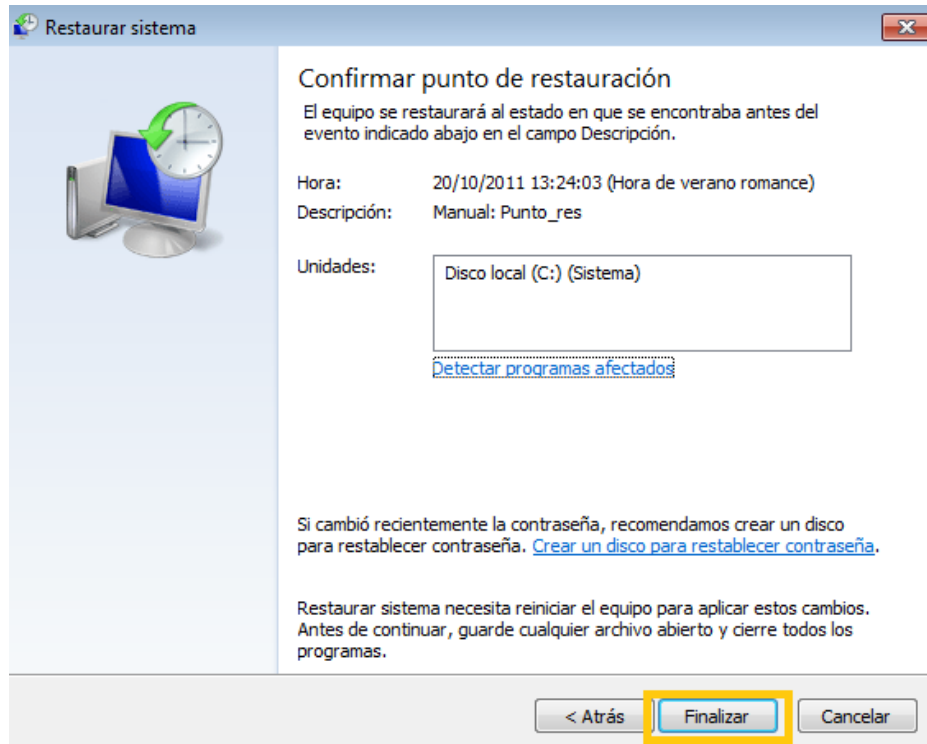 Restaurar sistema
Confirmar punto de restauración
El equipo se restaurará al estado en que se encontraba antes del
evento indicado abajo en el campo Descripción.
Hora: 20/10/2011 13:24:03 (Hora de verano romance)
Descripción: Manual: Punto_res
Unidades: Disco local (C:) (Sistema)
Detectar programas afectados
Si cambió recientemente la contraseña, recomendamos crear un disco
para restablecer contraseña. Crear un disco para restablecer contraseña.
Restaurar sistema necesita reiniciar el equipo para aplicar estos cambios.
Antes de continuar, guarde cualquier archivo abierto y cierre todos los
programas.
< Atrás Finalizar Cancelar